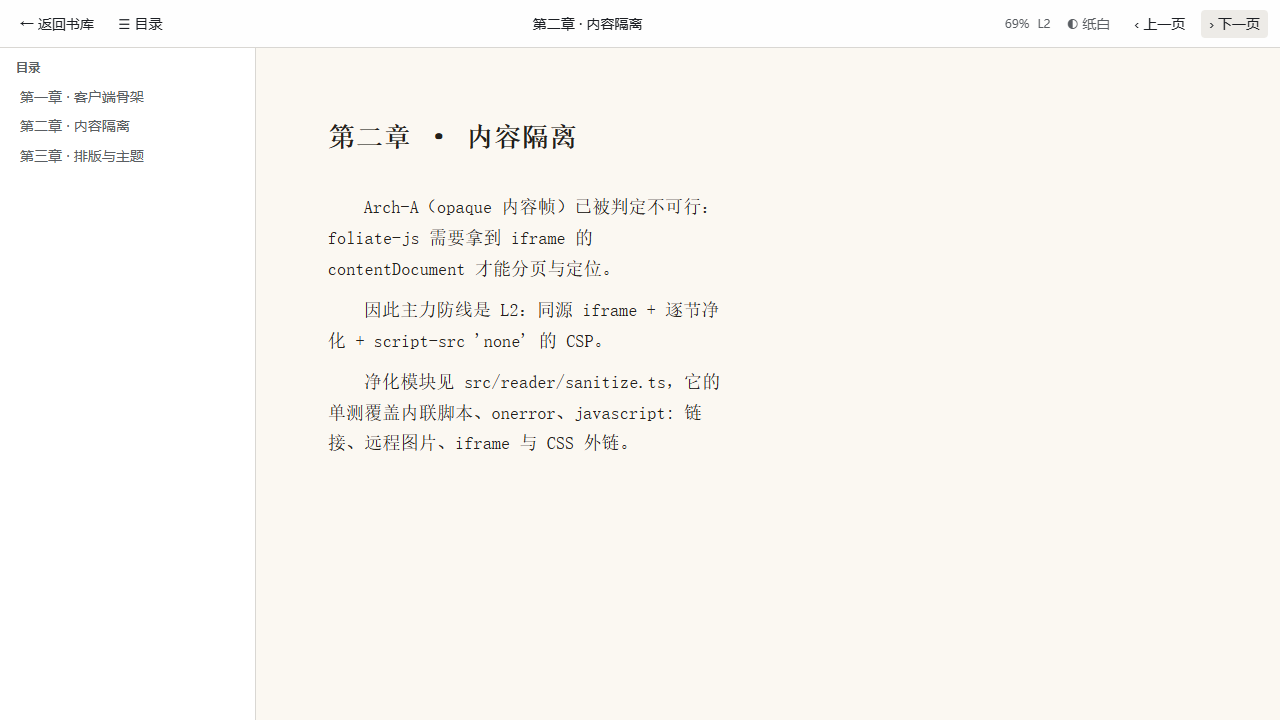 ← 返回书库 ☰ 目录 第二章 · 内容隔离 69% L2 ◐ 纸白 ‹ 上一页 › 下一页
目录
第一章 · 客户端骨架
第二章 · 内容隔离
第三章 · 排版与主题
第二章 · 内容隔离
Arch-A（opaque 内容帧）已被判定不可行：
foliate-js 需要拿到 iframe 的
contentDocument 才能分页与定位。
因此主力防线是 L2：同源 iframe + 逐节净
化 + script-src 'none' 的 CSP。
净化模块见 src/reader/sanitize.ts，它的
单测覆盖内联脚本、onerror、javascript: 链
接、远程图片、iframe 与 CSS 外链。